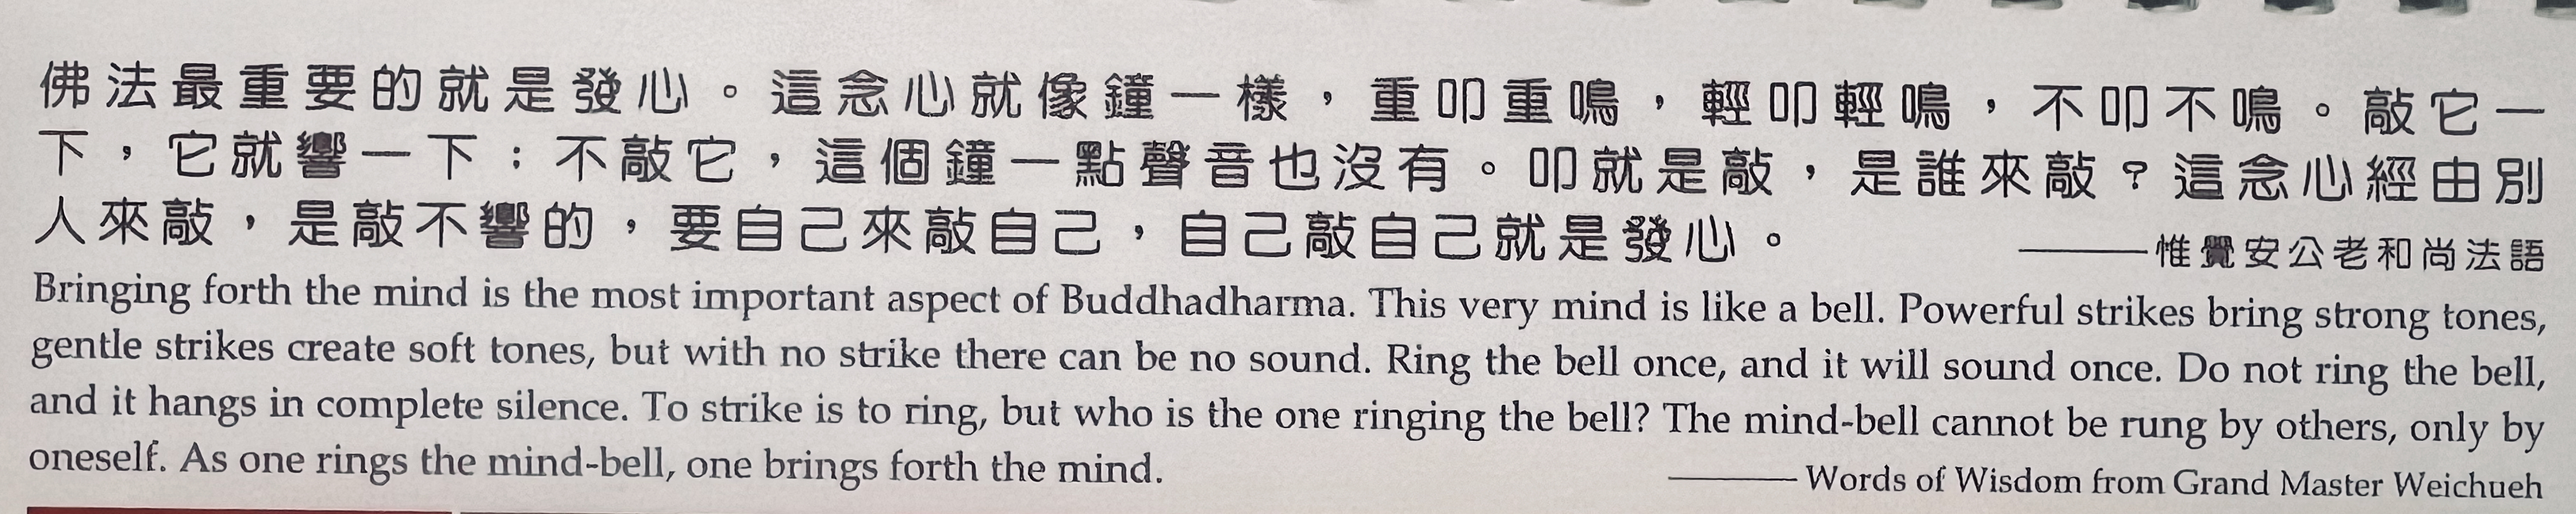 佛法最重要的就是發心。這念心就像鐘一樣，重叩重鳴，輕叩輕鳴，不叩不鳴。敲它一
下，它就響一下；不敲它，這個鐘一點聲音也沒有。叩就是敲，是誰來敲？這念心經由別
人來敲，是敲不響的，要自己來敲自己，自己敲自己就是發心。
——惟覺安公老和尚法語
Bringing forth the mind is the most important aspect of Buddhadharma. This very mind is like a bell. Powerful strikes bring strong tones,
gentle strikes create soft tones, but with no strike there can be no sound. Ring the bell once, and it will sound once. Do not ring the bell,
and it hangs in complete silence. To strike is to ring, but who is the one ringing the bell? The mind-bell cannot be rung by others, only by
oneself. As one rings the mind-bell, one brings forth the mind.
——Words of Wisdom from Grand Master Weichueh